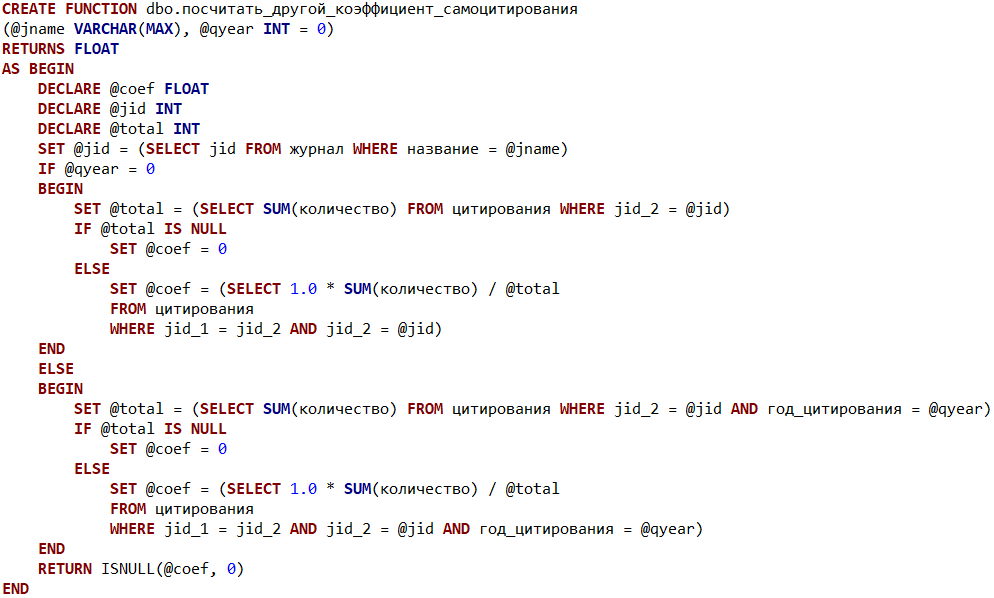 CREATE FUNCTION dbo.посчитать_другой_коэффициент_самоцитирования
(@jname VARCHAR(MAX), @qyear INT = 0)
RETURNS FLOAT
AS BEGIN
    DECLARE @coef FLOAT
    DECLARE @jid INT
    DECLARE @total INT
    SET @jid = (SELECT jid FROM журнал WHERE название = @jname)
    IF @qyear = 0
    BEGIN
        SET @total = (SELECT SUM(количество) FROM цитирования WHERE jid_2 = @jid)
        IF @total IS NULL
            SET @coef = 0
        ELSE
            SET @coef = (SELECT 1.0 * SUM(количество) / @total
            FROM цитирования
            WHERE jid_1 = jid_2 AND jid_2 = @jid)
    END
    ELSE
    BEGIN
        SET @total = (SELECT SUM(количество) FROM цитирования WHERE jid_2 = @jid AND год_цитирования = @qyear)
        IF @total IS NULL
            SET @coef = 0
        ELSE
            SET @coef = (SELECT 1.0 * SUM(количество) / @total
            FROM цитирования
            WHERE jid_1 = jid_2 AND jid_2 = @jid AND год_цитирования = @qyear)
    END
    RETURN ISNULL(@coef, 0)
END